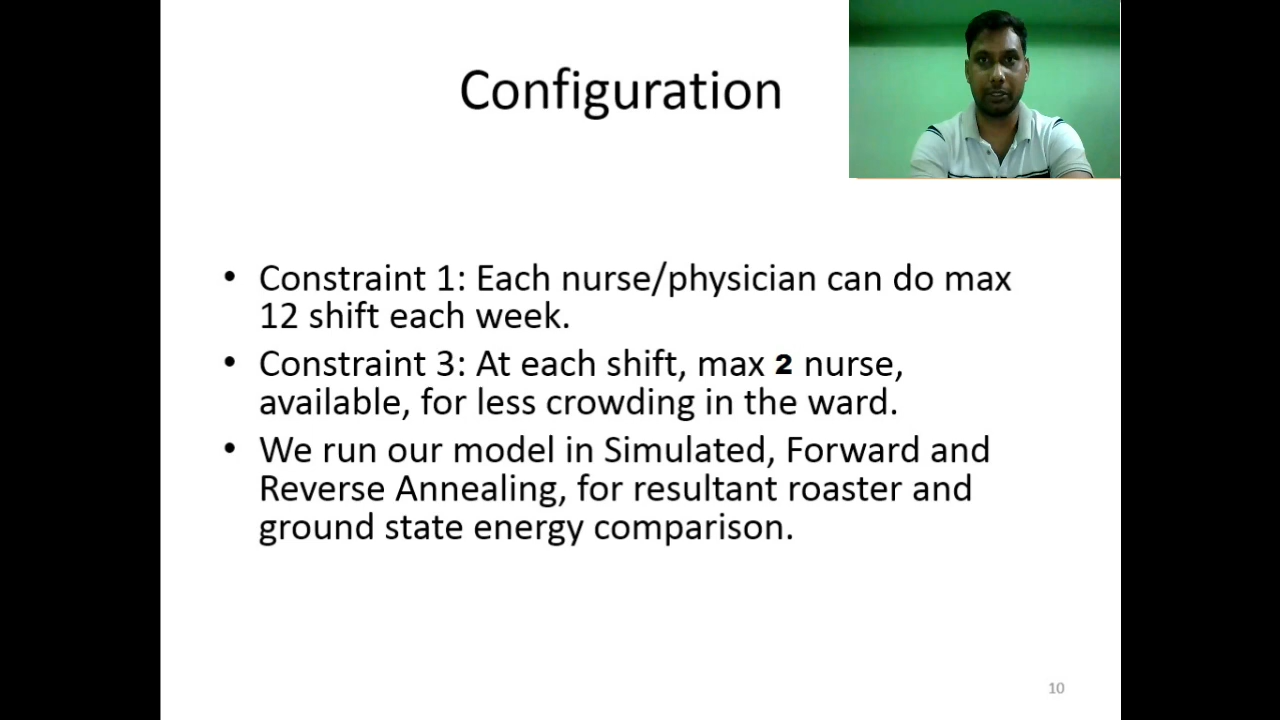 Configuration
• Constraint 1: Each nurse/physician can do max
12 shift each week.
• Constraint 3: At each shift, max 2 nurse,
available, for less crowding in the ward.
• We run our model in Simulated, Forward and
Reverse Annealing, for resultant roaster and
ground state energy comparison.
10